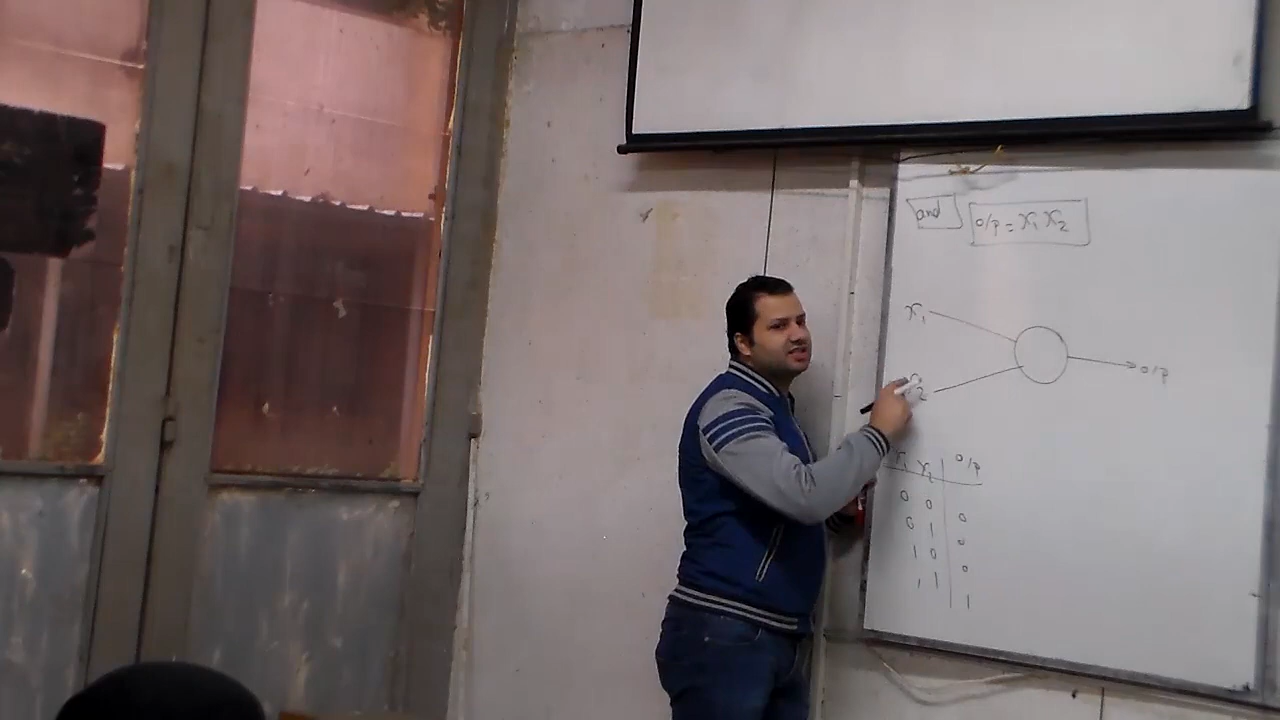 and o/p = x₁ x₂
x₁
o/p
x₂
x₁ x₂ o/p
0 0 0
0 1 0
1 0 0
1 1 1